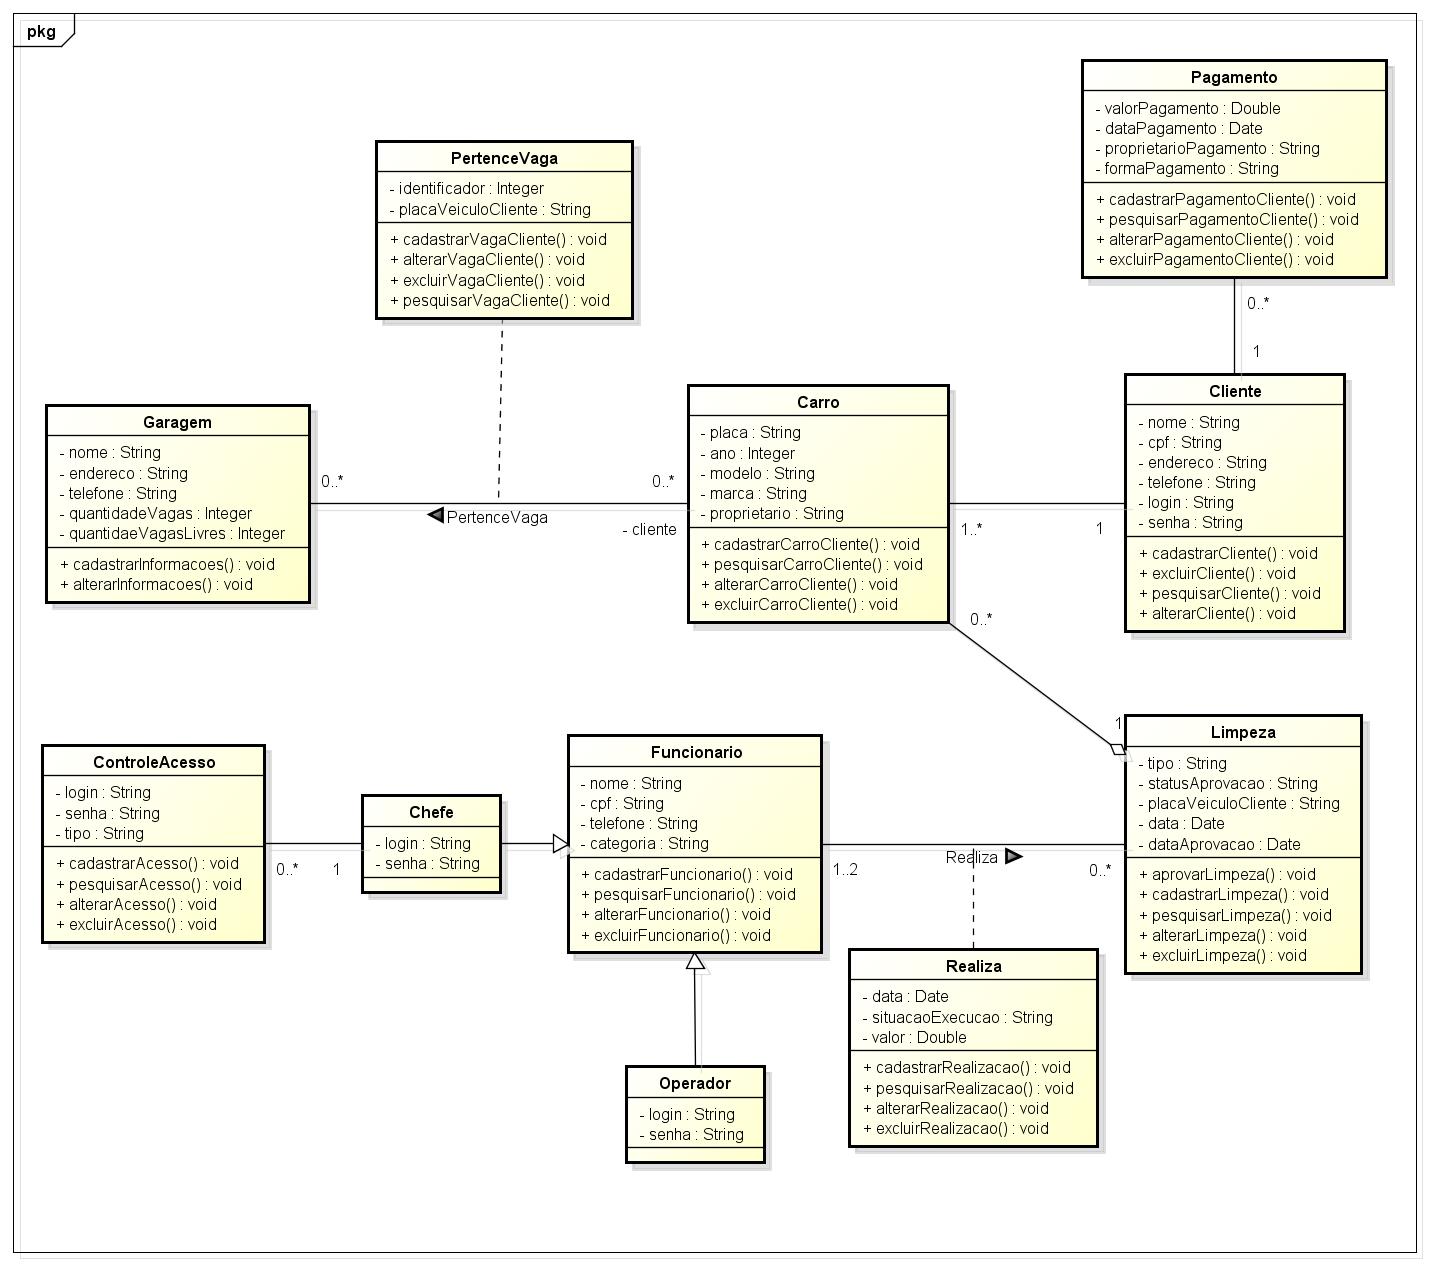 pkg
Pagamento
- valorPagamento : Double
- dataPagamento : Date
- proprietarioPagamento : String
- formaPagamento : String
+ cadastrarPagamentoCliente() : void
+ pesquisarPagamentoCliente() : void
+ alterarPagamentoCliente() : void
+ excluirPagamentoCliente() : void
PertenceVaga
- identificador : Integer
- placaVeiculoCliente : String
+ cadastrarVagaCliente() : void
+ alterarVagaCliente() : void
+ excluirVagaCliente() : void
+ pesquisarVagaCliente() : void
0..*
1
Garagem
- nome : String
- endereco : String
- telefone : String
- quantidadeVagas : Integer
- quantidaeVagasLivres : Integer
+ cadastrarInformacoes() : void
+ alterarInformacoes() : void
0..*
PertenceVaga
0..*
- cliente
Carro
- placa : String
- ano : Integer
- modelo : String
- marca : String
- proprietario : String
+ cadastrarCarroCliente() : void
+ pesquisarCarroCliente() : void
+ alterarCarroCliente() : void
+ excluirCarroCliente() : void
1..*
1
Cliente
- nome : String
- cpf : String
- endereco : String
- telefone : String
- login : String
- senha : String
+ cadastrarCliente() : void
+ excluirCliente() : void
+ pesquisarCliente() : void
+ alterarCliente() : void
0..*
1
ControleAcesso
- login : String
- senha : String
- tipo : String
+ cadastrarAcesso() : void
+ pesquisarAcesso() : void
+ alterarAcesso() : void
+ excluirAcesso() : void
0..*
1
Chefe
- login : String
- senha : String
Funcionario
- nome : String
- cpf : String
- telefone : String
- categoria : String
+ cadastrarFuncionario() : void
+ pesquisarFuncionario() : void
+ alterarFuncionario() : void
+ excluirFuncionario() : void
1..2
Realiza
0..*
Limpeza
- tipo : String
- statusAprovacao : String
- placaVeiculoCliente : String
- data : Date
- dataAprovacao : Date
+ aprovarLimpeza() : void
+ cadastrarLimpeza() : void
+ pesquisarLimpeza() : void
+ alterarLimpeza() : void
+ excluirLimpeza() : void
Realiza
- data : Date
- situacaoExecucao : String
- valor : Double
+ cadastrarRealizacao() : void
+ pesquisarRealizacao() : void
+ alterarRealizacao() : void
+ excluirRealizacao() : void
Operador
- login : String
- senha : String